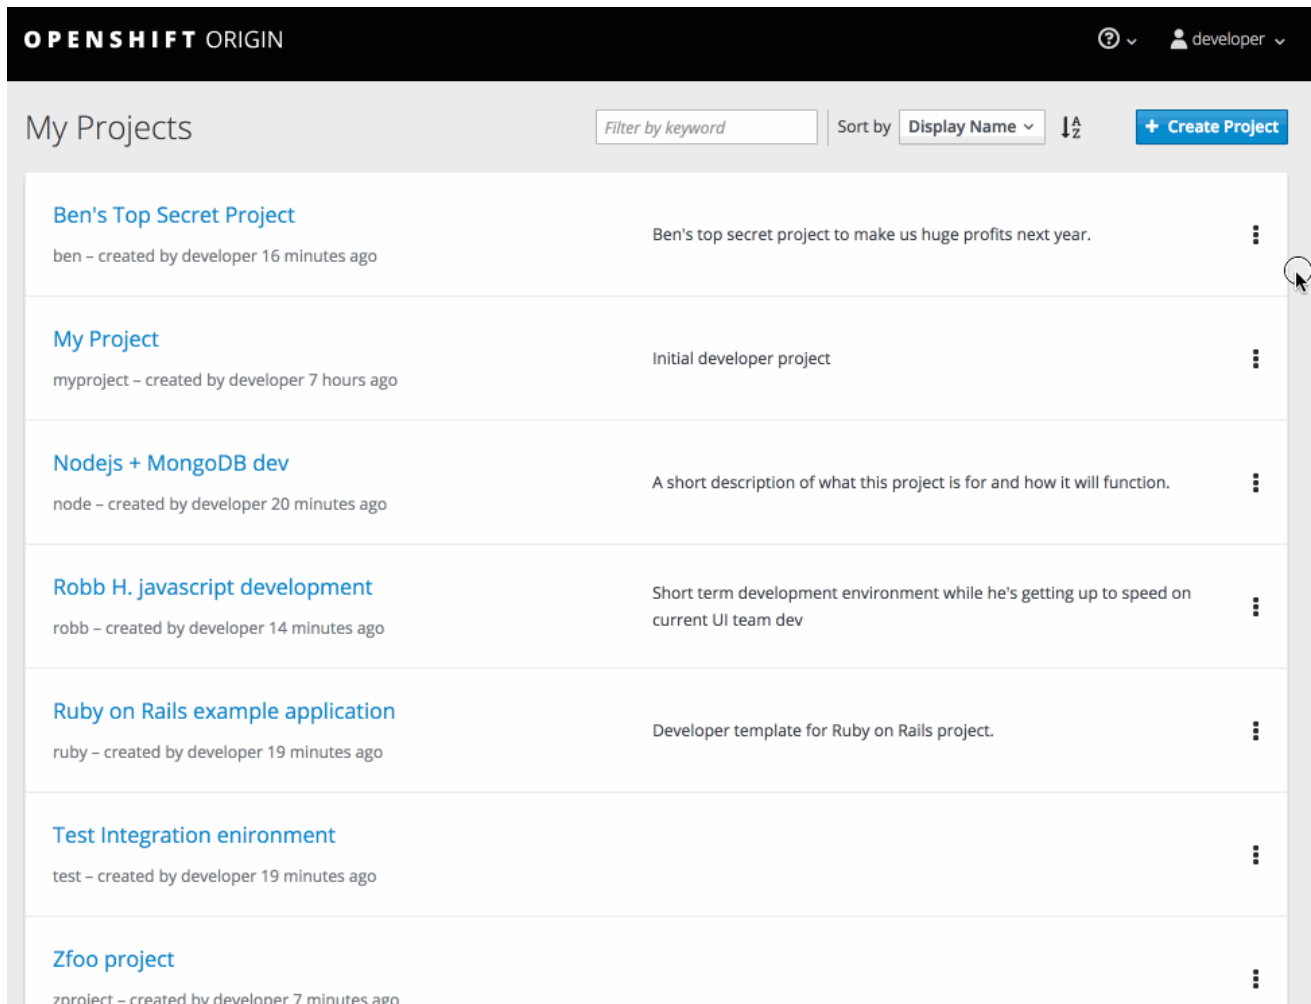 OPENSHIFT ORIGIN
developer
My Projects
Filter by keyword
Sort by
Display Name
A
Z
+ Create Project
Ben's Top Secret Project
ben – created by developer 16 minutes ago
Ben's top secret project to make us huge profits next year.
My Project
myproject – created by developer 7 hours ago
Initial developer project
Nodejs + MongoDB dev
node – created by developer 20 minutes ago
A short description of what this project is for and how it will function.
Robb H. javascript development
robb – created by developer 14 minutes ago
Short term development environment while he's getting up to speed on
current UI team dev
Ruby on Rails example application
ruby – created by developer 19 minutes ago
Developer template for Ruby on Rails project.
Test Integration enironment
test – created by developer 19 minutes ago
Zfoo project
zproject – created by developer 7 minutes ago